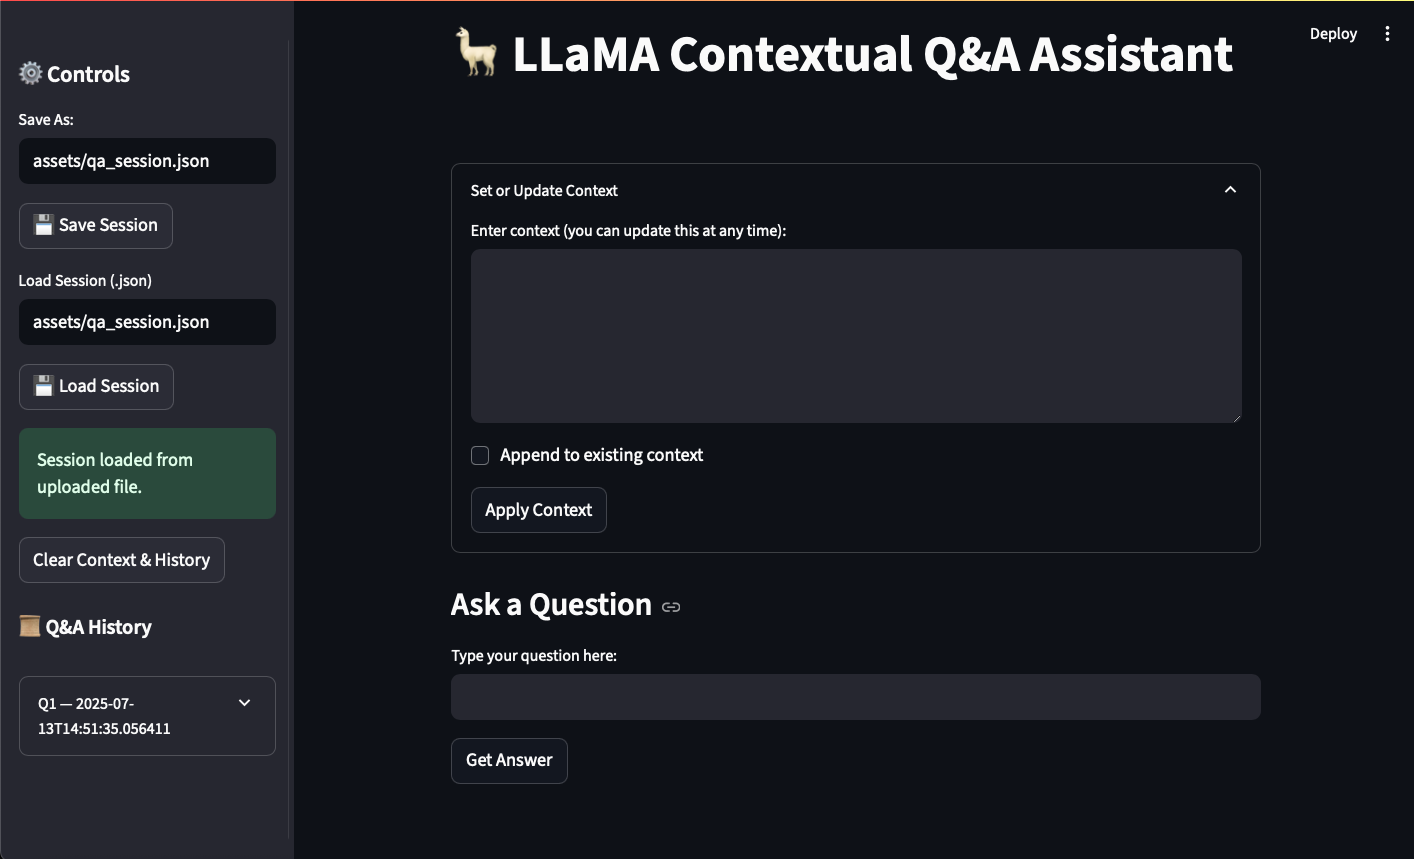 Controls
Save As:
assets/qa_session.json
Save Session
Load Session (.json)
assets/qa_session.json
Load Session
Session loaded from
uploaded file.
Clear Context & History
Q&A History
Q1 — 2025-07-
13T14:51:35.056411
Deploy
LLaMA Contextual Q&A Assistant
Set or Update Context
Enter context (you can update this at any time):
Append to existing context
Apply Context
Ask a Question
Type your question here:
Get Answer